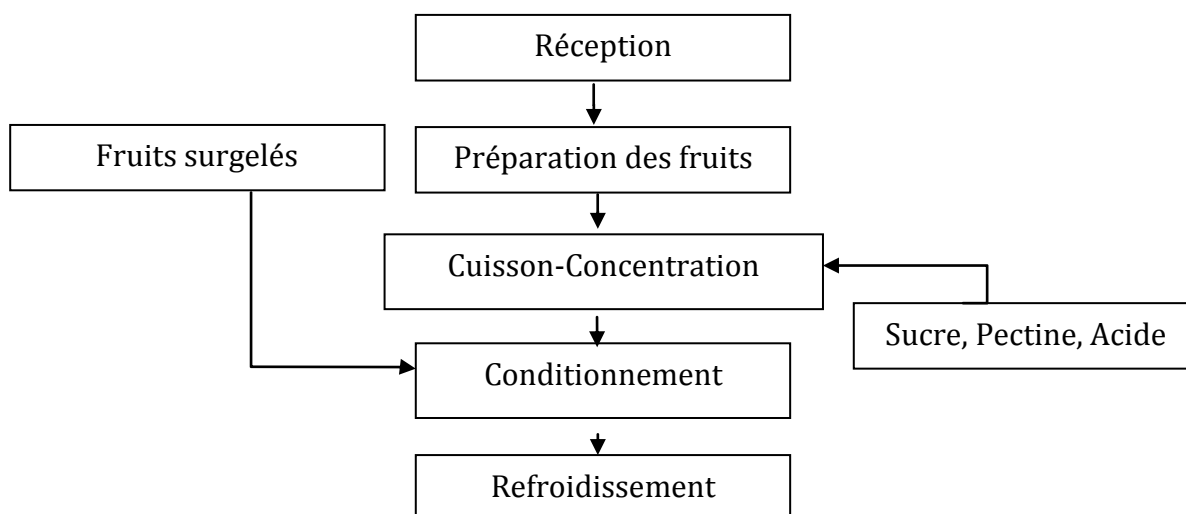 Réception
Fruits surgelés
Préparation des fruits
Cuisson-Concentration
Sucre, Pectine, Acide
Conditionnement
Refroidissement